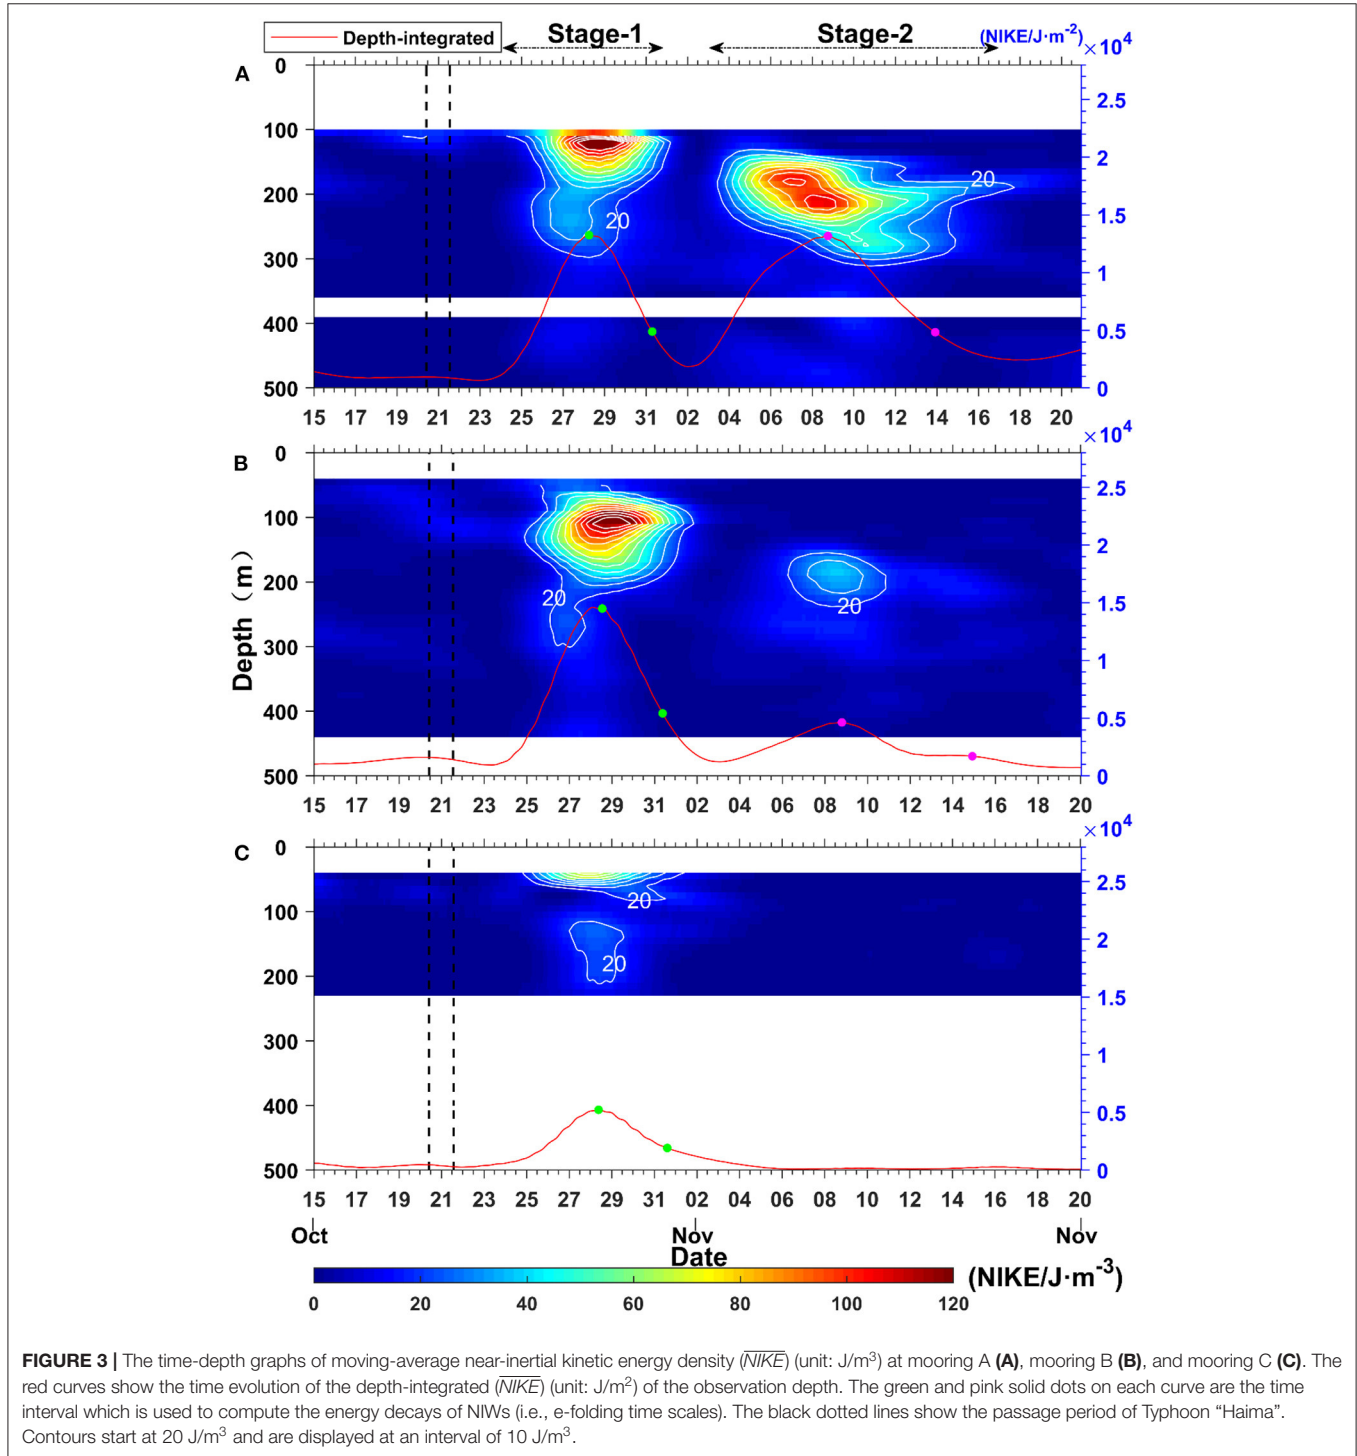 Depth-integrated
Stage-1
Stage-2
(NIKE/J·m-2)
×10⁴
A
0
100
200
300
400
500
20
20
2.5
2
1.5
1
0.5
0
15 17 19 21 23 25 27 29 31 02 04 06 08 10 12 14 16 18 20
×10⁴
B
0
100
200
300
400
500
Depth (m)
20
20
2.5
2
1.5
1
0.5
0
15 17 19 21 23 25 27 29 31 02 04 06 08 10 12 14 16 18 20
×10⁴
C
0
100
200
300
400
500
20
20
2.5
2
1.5
1
0.5
0
15 17 19 21 23 25 27 29 31 02 04 06 08 10 12 14 16 18 20
Oct Nov Nov
Date
(NIKE/J·m-3)
0 20 40 60 80 100 120
FIGURE 3 | The time-depth graphs of moving-average near-inertial kinetic energy density (NIKE) (unit: J/m³) at mooring A (A), mooring B (B), and mooring C (C). The
red curves show the time evolution of the depth-integrated (NIKE) (unit: J/m²) of the observation depth. The green and pink solid dots on each curve are the time
interval which is used to compute the energy decays of NIWs (i.e., e-folding time scales). The black dotted lines show the passage period of Typhoon “Haima”.
Contours start at 20 J/m³ and are displayed at an interval of 10 J/m³.